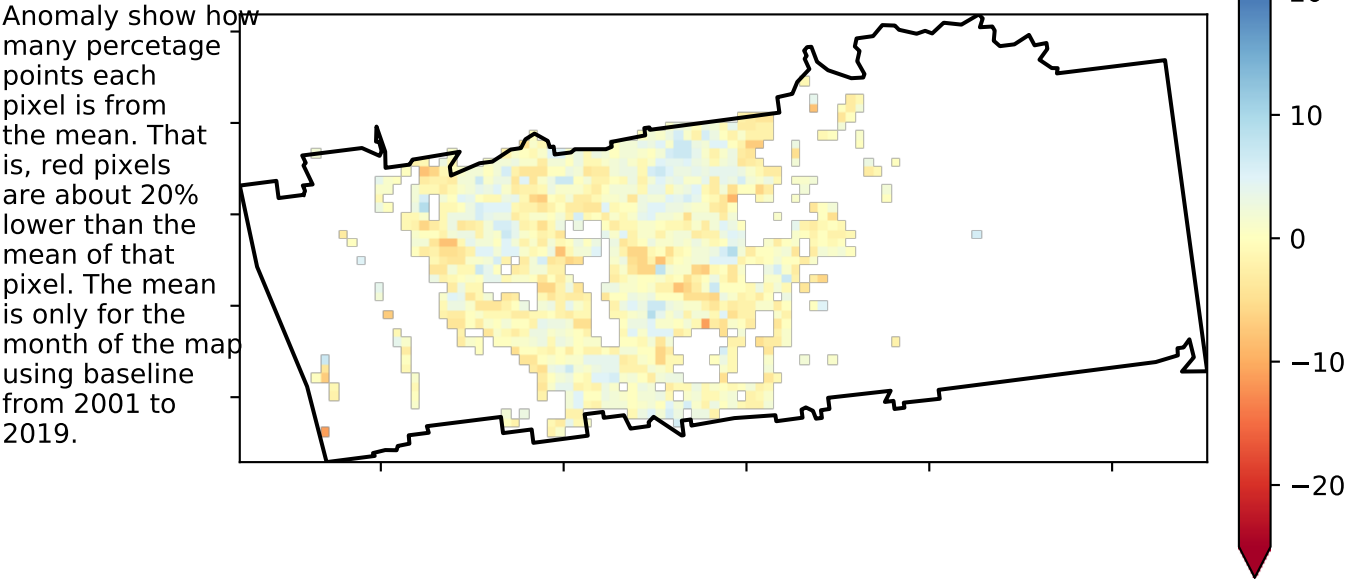 Anomaly show how
many percetage
points each
pixel is from
the mean. That
is, red pixels
are about 20%
lower than the
mean of that
pixel. The mean
is only for the
month of the map
using baseline
from 2001 to
2019.
10
0
−10
−20